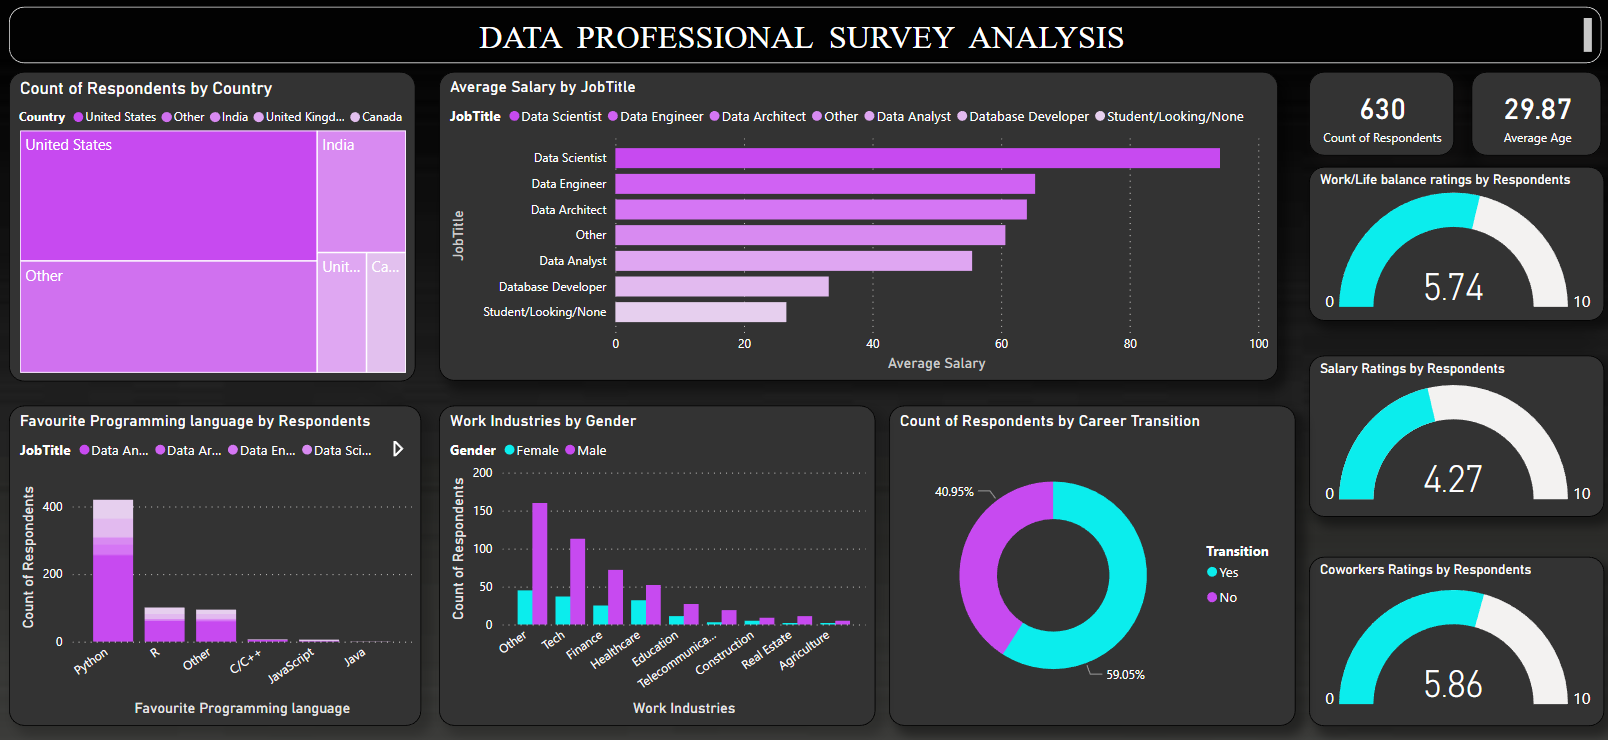 DATA PROFESSIONAL SURVEY ANALYSIS
Count of Respondents by Country
Country United States Other India United Kingd... Canada
United States
India
Other
Unit...
Ca...
Average Salary by JobTitle
JobTitle Data Scientist Data Engineer Data Architect Other Data Analyst Database Developer Student/Looking/None
JobTitle
Data Scientist
Data Engineer
Data Architect
Other
Data Analyst
Database Developer
Student/Looking/None
0 20 40 60 80 100
Average Salary
630
Count of Respondents
29.87
Average Age
Work/Life balance ratings by Respondents
5.74
0 10
Salary Ratings by Respondents
4.27
0 10
Coworkers Ratings by Respondents
5.86
0 10
Favourite Programming language by Respondents
JobTitle Data An... Data Ar... Data En... Data Sci...
Count of Respondents
400
200
0
Python R Other C/C++ JavaScript Java
Favourite Programming language
Work Industries by Gender
Gender Female Male
Count of Respondents
200
150
100
50
0
Other Tech Finance Healthcare Education Telecommunica... Construction Real Estate Agriculture
Work Industries
Count of Respondents by Career Transition
40.95%
59.05%
Transition
Yes
No